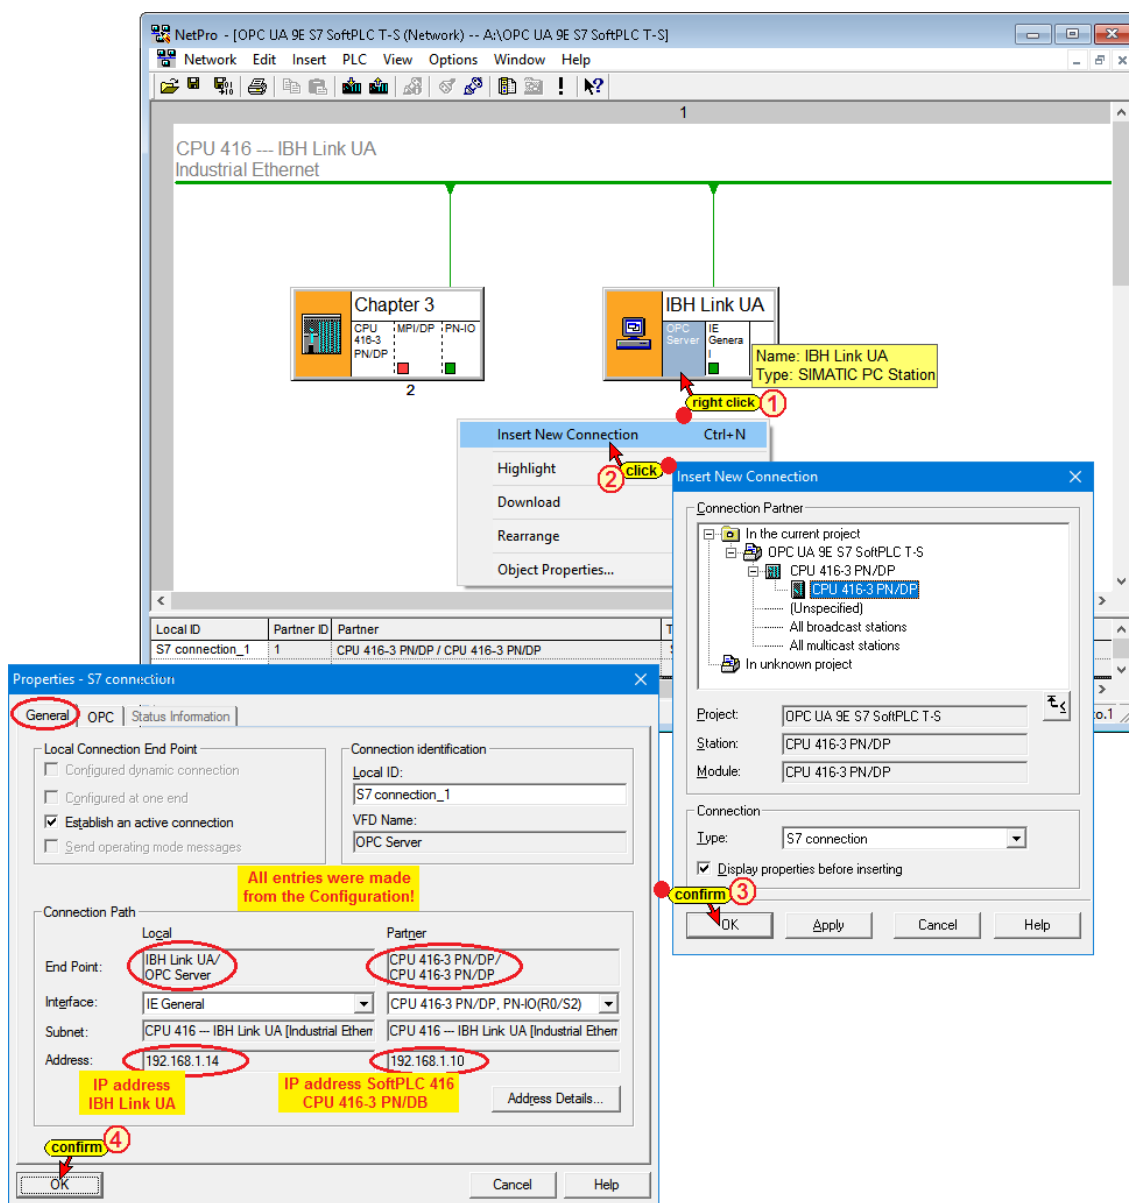 NetPro - [OPC UA 9E S7 SoftPLC T-S (Network) -- A:\OPC UA 9E S7 SoftPLC T-S]
Network Edit Insert PLC View Options Window Help
1
CPU 416 --- IBH Link UA
Industrial Ethernet
Chapter 3
CPU 416-3 PN/DP
MPI/DP
PN-IO
2
IBH Link UA
OPC Server
IE Genera l
Name: IBH Link UA
Type: SIMATIC PC Station
right click 1
Insert New Connection Ctrl+N
2 click
Highlight
Download
Rearrange
Object Properties...
Local ID Partner ID Partner
S7 connection_1 1 CPU 416-3 PN/DP / CPU 416-3 PN/DP
Insert New Connection
Connection Partner
In the current project
OPC UA 9E S7 SoftPLC T-S
CPU 416-3 PN/DP
CPU 416-3 PN/DP
(Unspecified)
All broadcast stations
All multicast stations
In unknown project
Project: OPC UA 9E S7 SoftPLC T-S
Station: CPU 416-3 PN/DP
Module: CPU 416-3 PN/DP
Connection
Type: S7 connection
Display properties before inserting
confirm 3
OK Apply Cancel Help
Properties - S7 connection
General OPC Status Information
Local Connection End Point
Configured dynamic connection
Configured at one end
Establish an active connection
Send operating mode messages
Connection identification
Local ID:
S7 connection_1
VFD Name:
OPC Server
All entries were made
from the Configuration!
Connection Path
Local Partner
End Point: IBH Link UA/ CPU 416-3 PN/DP/
OPC Server CPU 416-3 PN/DP
Interface: IE General CPU 416-3 PN/DP, PN-IO(R0/S2)
Subnet: CPU 416 --- IBH Link UA [Industrial Ethern CPU 416 --- IBH Link UA [Industrial Ethern
Address: 192.168.1.14 192.168.1.10
IP address
IBH Link UA
IP address SoftPLC 416
CPU 416-3 PN/DB
Address Details...
confirm 4
OK Cancel Help